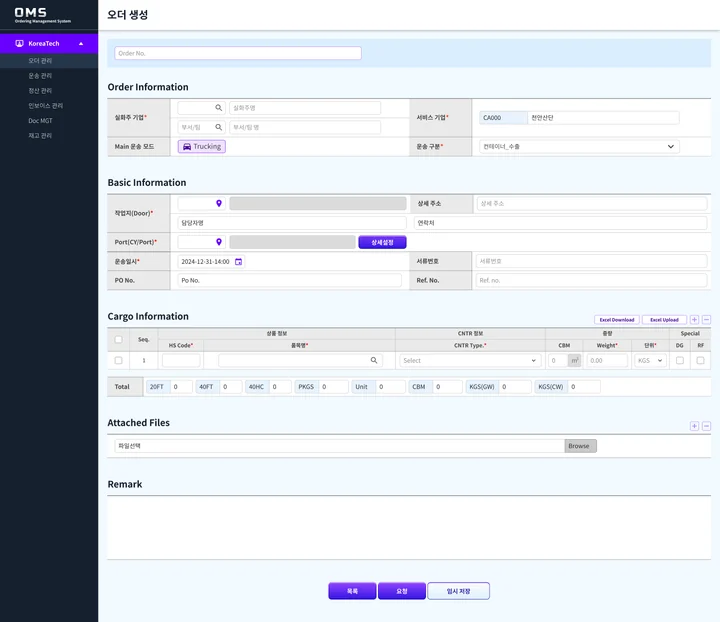 OMS
Ordering Management System
KoreaTech
오더 관리
운송 관리
정산 관리
인보이스 관리
Doc MGT
재고 관리
오더 생성
Order No.
Order Information
실화주 기업*
실화주명
부서/팀
부서/팀 명
서비스 기업*
CA000
천안산단
Main 운송 모드
Trucking
운송 구분*
컨테이너_수출
Basic Information
작업지(Door)*
상세 주소
상세 주소
담당자명
연락처
Port(CY/Port)*
상세설정
운송일시*
2024-12-31-14:00
서류번호
서류번호
PO No.
Po No.
Ref. No.
Ref. no.
Cargo Information
Excel Download
Excel Upload
Seq.
상품 정보
CNTR 정보
중량
Special
HS Code*
품목명*
CNTR Type.*
CBM
Weight*
단위*
DG
RF
1
Select
0
m²
0.00
KGS
Total
20FT 0
40FT 0
40HC 0
PKGS 0
Unit 0
CBM 0
KGS(GW) 0
KGS(CW) 0
Attached Files
파일선택
Browse
Remark
목록
요청
임시 저장